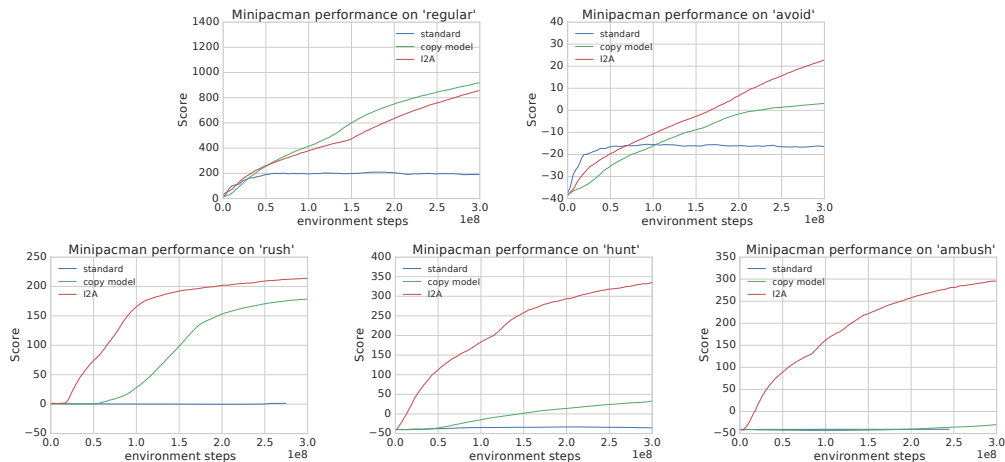 Minipacman performance on 'regular'
1400
1200
1000
800
600
400
200
0
Score
standard
copy model
I2A
0.0 0.5 1.0 1.5 2.0 2.5 3.0
environment steps
1e8
Minipacman performance on 'avoid'
40
30
20
10
0
−10
−20
−30
−40
Score
standard
copy model
I2A
0.0 0.5 1.0 1.5 2.0 2.5 3.0
environment steps
1e8
Minipacman performance on 'rush'
250
200
150
100
50
0
−50
Score
standard
copy model
I2A
0.0 0.5 1.0 1.5 2.0 2.5 3.0
environment steps
1e8
Minipacman performance on 'hunt'
400
350
300
250
200
150
100
50
0
−50
Score
standard
copy model
I2A
0.0 0.5 1.0 1.5 2.0 2.5 3.0
environment steps
1e8
Minipacman performance on 'ambush'
350
300
250
200
150
100
50
0
−50
Score
standard
copy model
I2A
0.0 0.5 1.0 1.5 2.0 2.5 3.0
environment steps
1e8